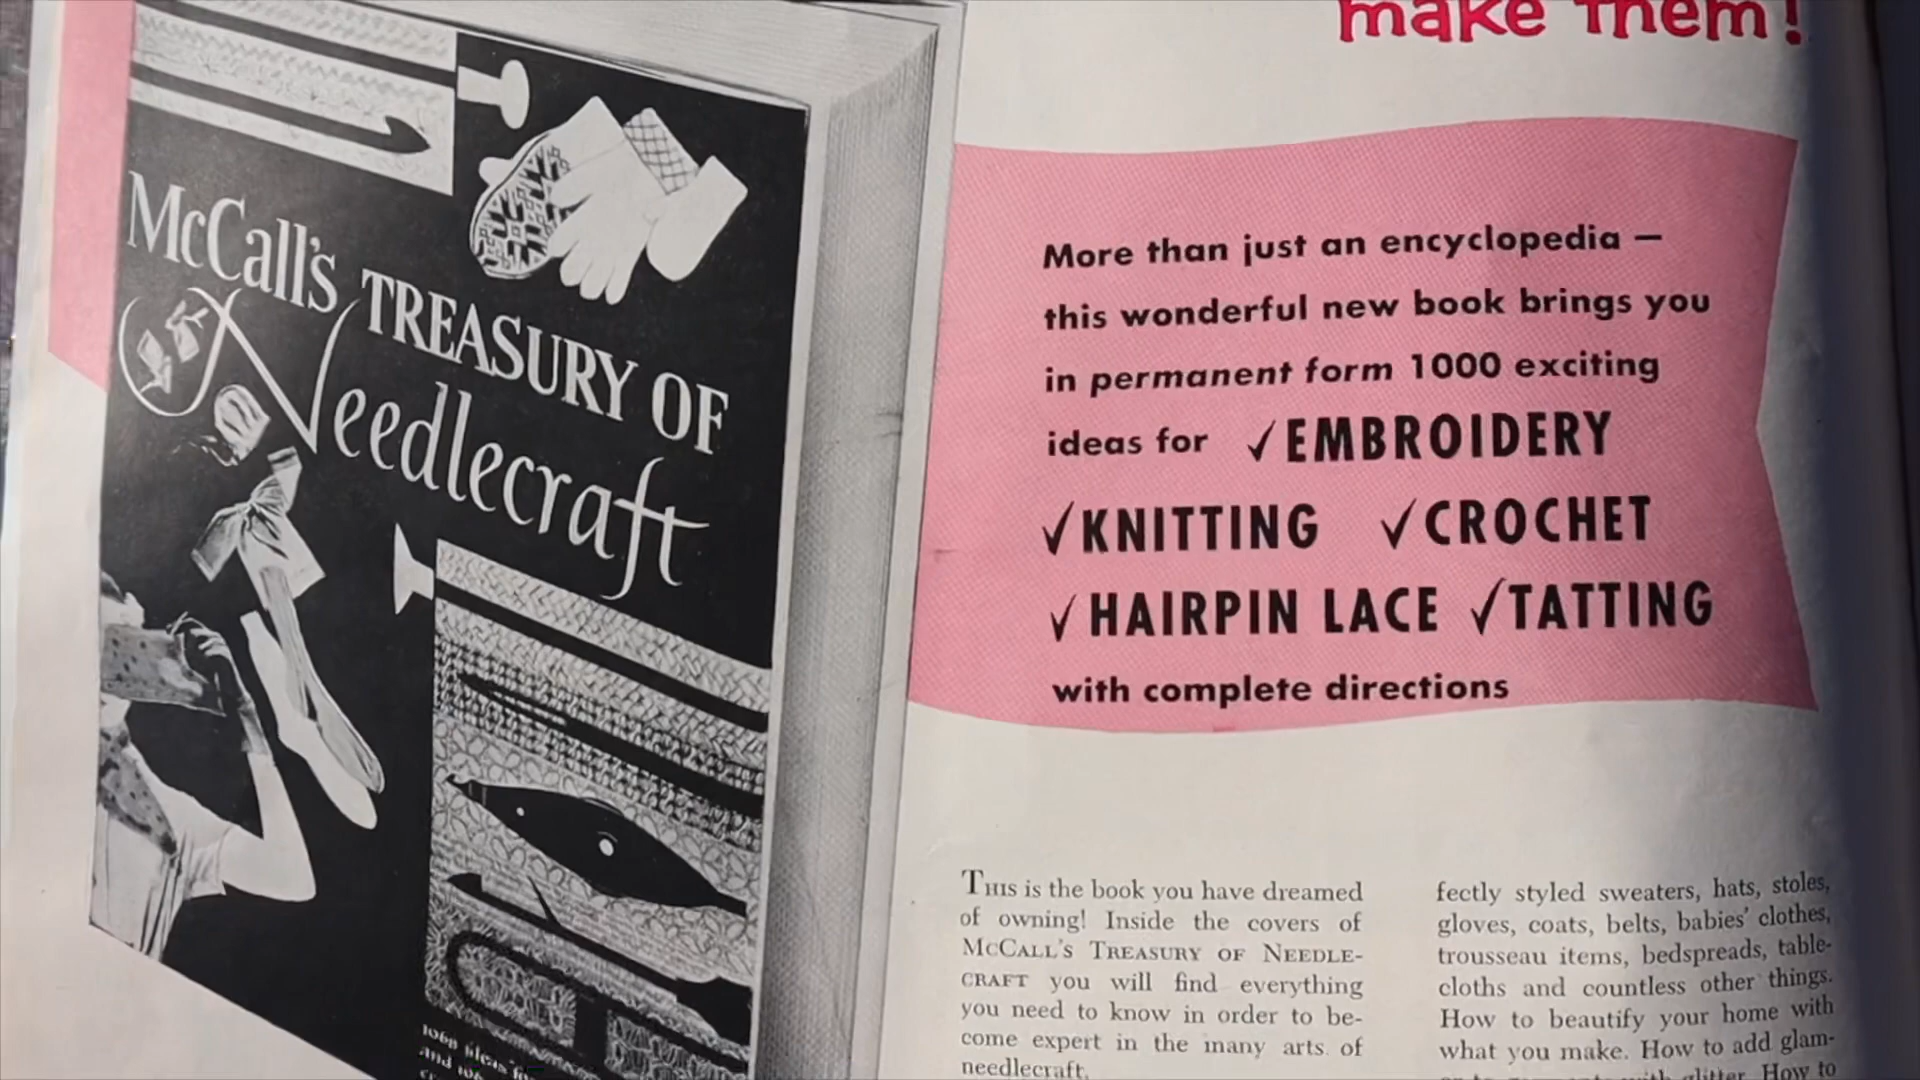 make them!
McCall's TREASURY OF
Needlecraft
More than just an encyclopedia —
this wonderful new book brings you
in permanent form 1000 exciting
ideas for ✓EMBROIDERY
✓KNITTING ✓CROCHET
✓HAIRPIN LACE ✓TATTING
with complete directions
THIS is the book you have dreamed
of owning! Inside the covers of
MCCALL'S TREASURY OF NEEDLE-
CRAFT you will find everything
you need to know in order to be-
come expert in the many arts of
needlecraft.
fectly styled sweaters, hats, stoles,
gloves, coats, belts, babies' clothes,
trousseau items, bedspreads, table-
cloths and countless other things.
How to beautify your home with
what you make. How to add glam-
glitter. How to